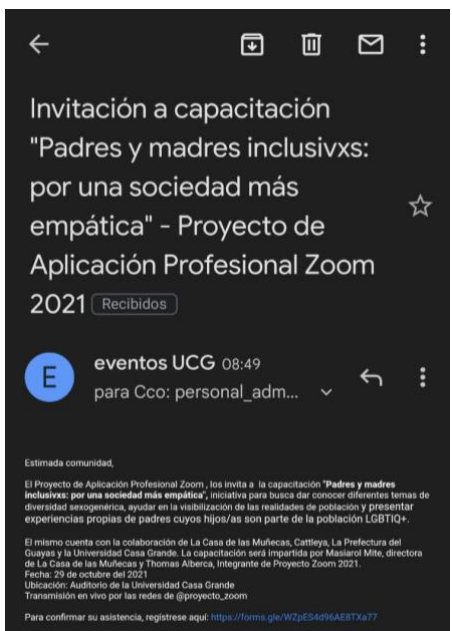 Invitación a capacitación
"Padres y madres inclusivxs:
por una sociedad más
empática" - Proyecto de
Aplicación Profesional Zoom
2021 Recibidos
E
eventos UCG 08:49
para Cco: personal_adm...
Estimada comunidad,
El Proyecto de Aplicación Profesional Zoom , los invita a la capacitación "Padres y madres
inclusivxs: por una sociedad más empática", iniciativa para busca dar conocer diferentes temas de
diversidad sexogenérica, ayudar en la visibilización de las realidades de población y presentar
experiencias propias de padres cuyos hijos/as son parte de la población LGBTIQ+.
El mismo cuenta con la colaboración de La Casa de las Muñecas, Cattleya, La Prefectura del
Guayas y la Universidad Casa Grande. La capacitación será impartida por Masiarol Mite, directora
de La Casa de las Muñecas y Thomas Alberca, Integrante de Proyecto Zoom 2021.
Fecha: 29 de octubre del 2021
Ubicación: Auditorio de la Universidad Casa Grande
Transmisión en vivo por las redes de @proyecto_zoom
Para confirmar su asistencia, regístrese aquí: https://forms.gle/WZpES4d96AE8TXa77